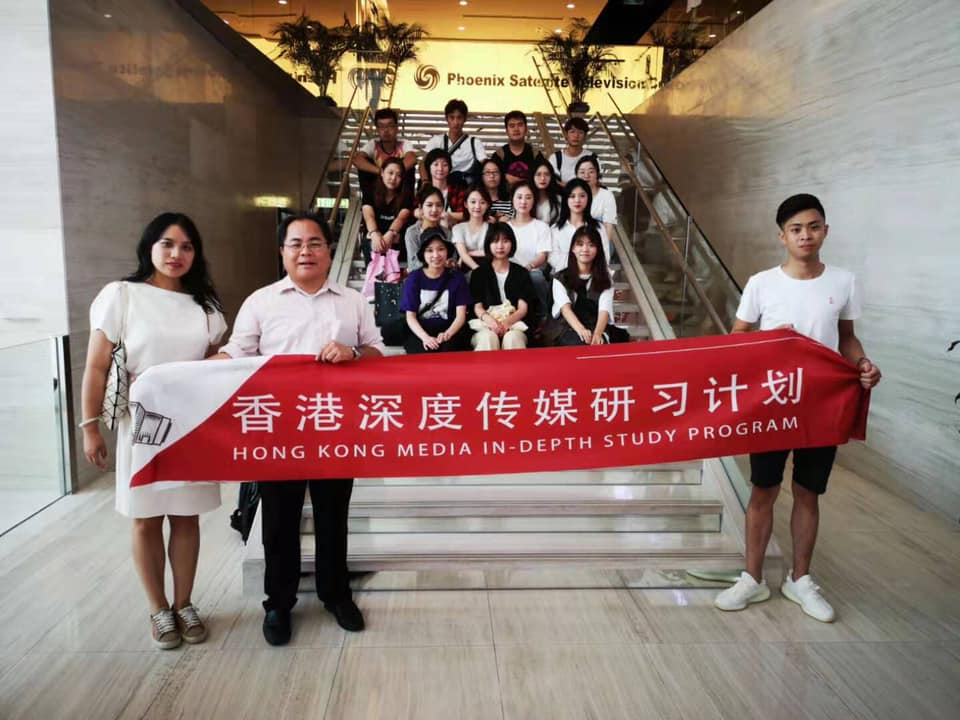 Phoenix Satellite Television
香港深度传媒研习计划
HONG KONG MEDIA IN-DEPTH STUDY PROGRAM